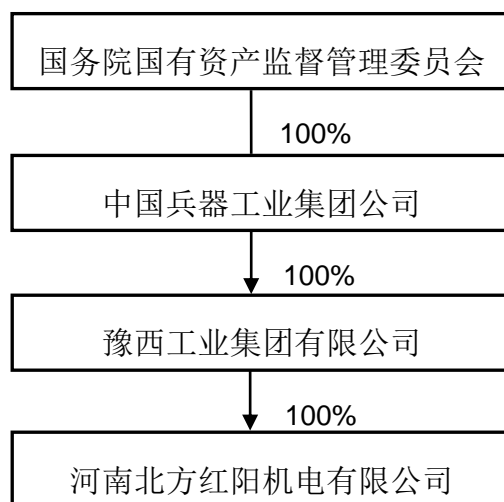 国务院国有资产监督管理委员会
100%
中国兵器工业集团公司
100%
豫西工业集团有限公司
100%
河南北方红阳机电有限公司